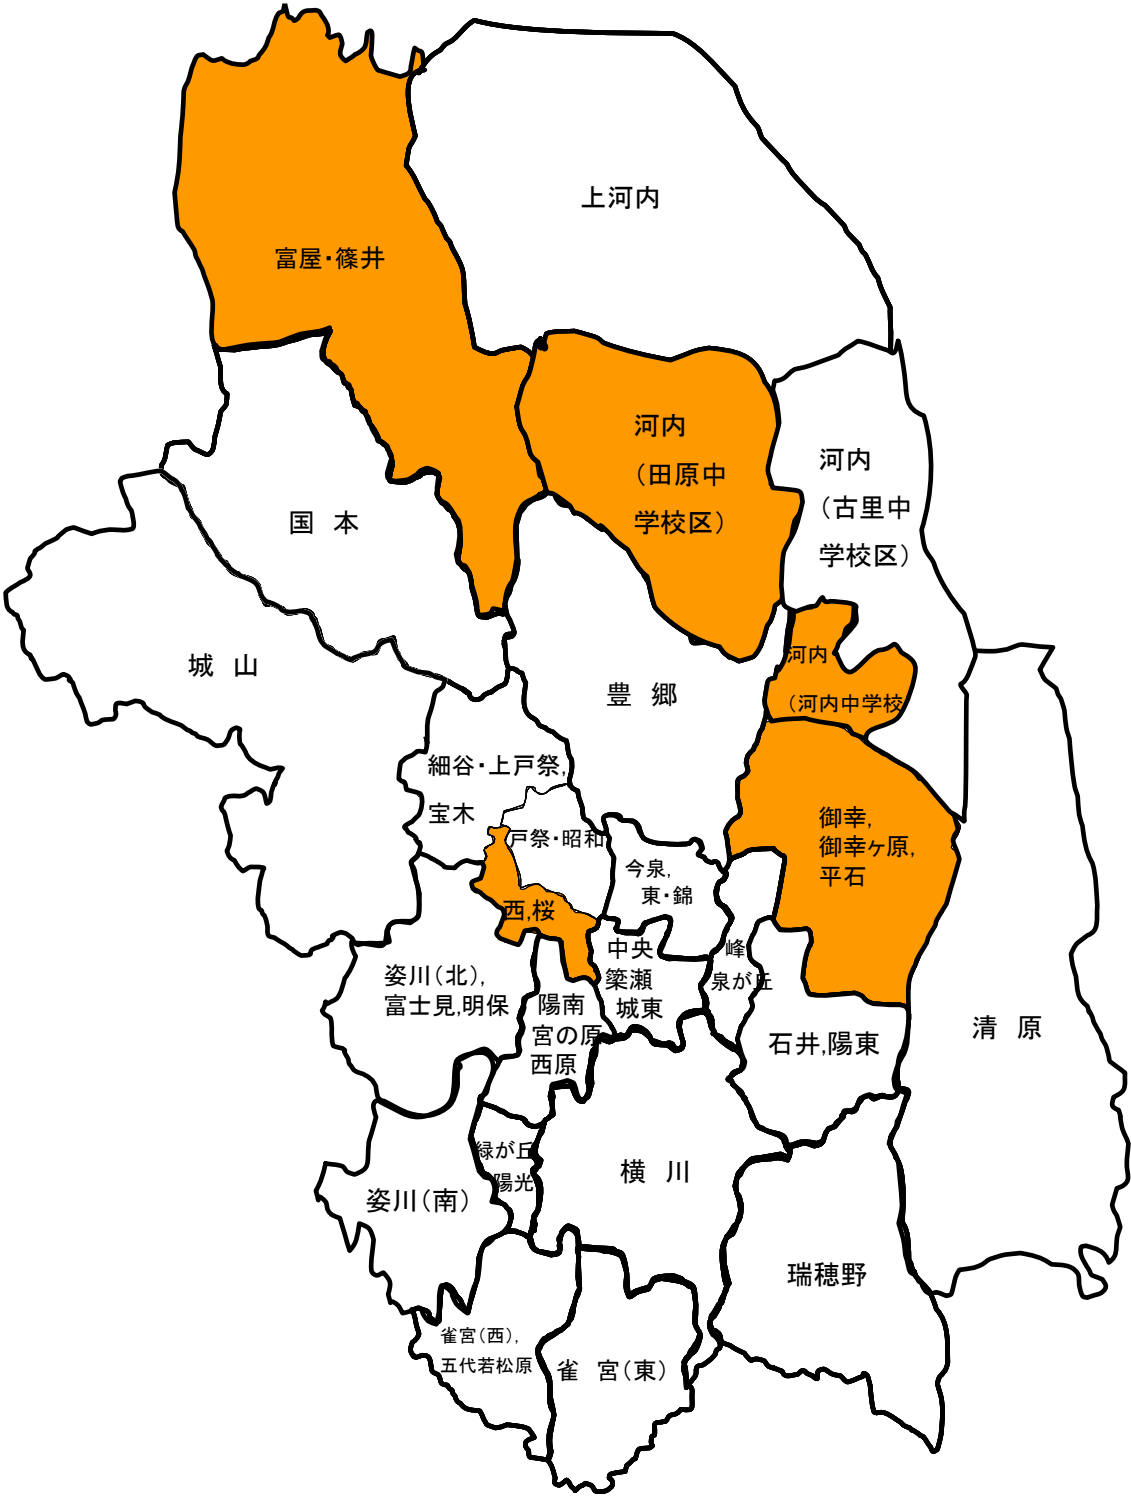 上河内
富屋・篠井
河内
（田原中
学校区）
河内
（古里中
学校区）
国 本
城 山
豊 郷
河内
（河内中学校
細谷・上戸祭,
宝木
戸祭・昭和
御幸,
御幸ヶ原,
平石
今泉,
東・錦
西,桜
中央
簗瀬
城東
峰
泉が丘
姿川（北）,
富士見,明保
陽南
宮の原
西原
石井,陽東
清 原
緑が丘
陽光
横 川
姿川（南）
瑞穂野
雀宮（西）,
五代若松原
雀 宮（東）